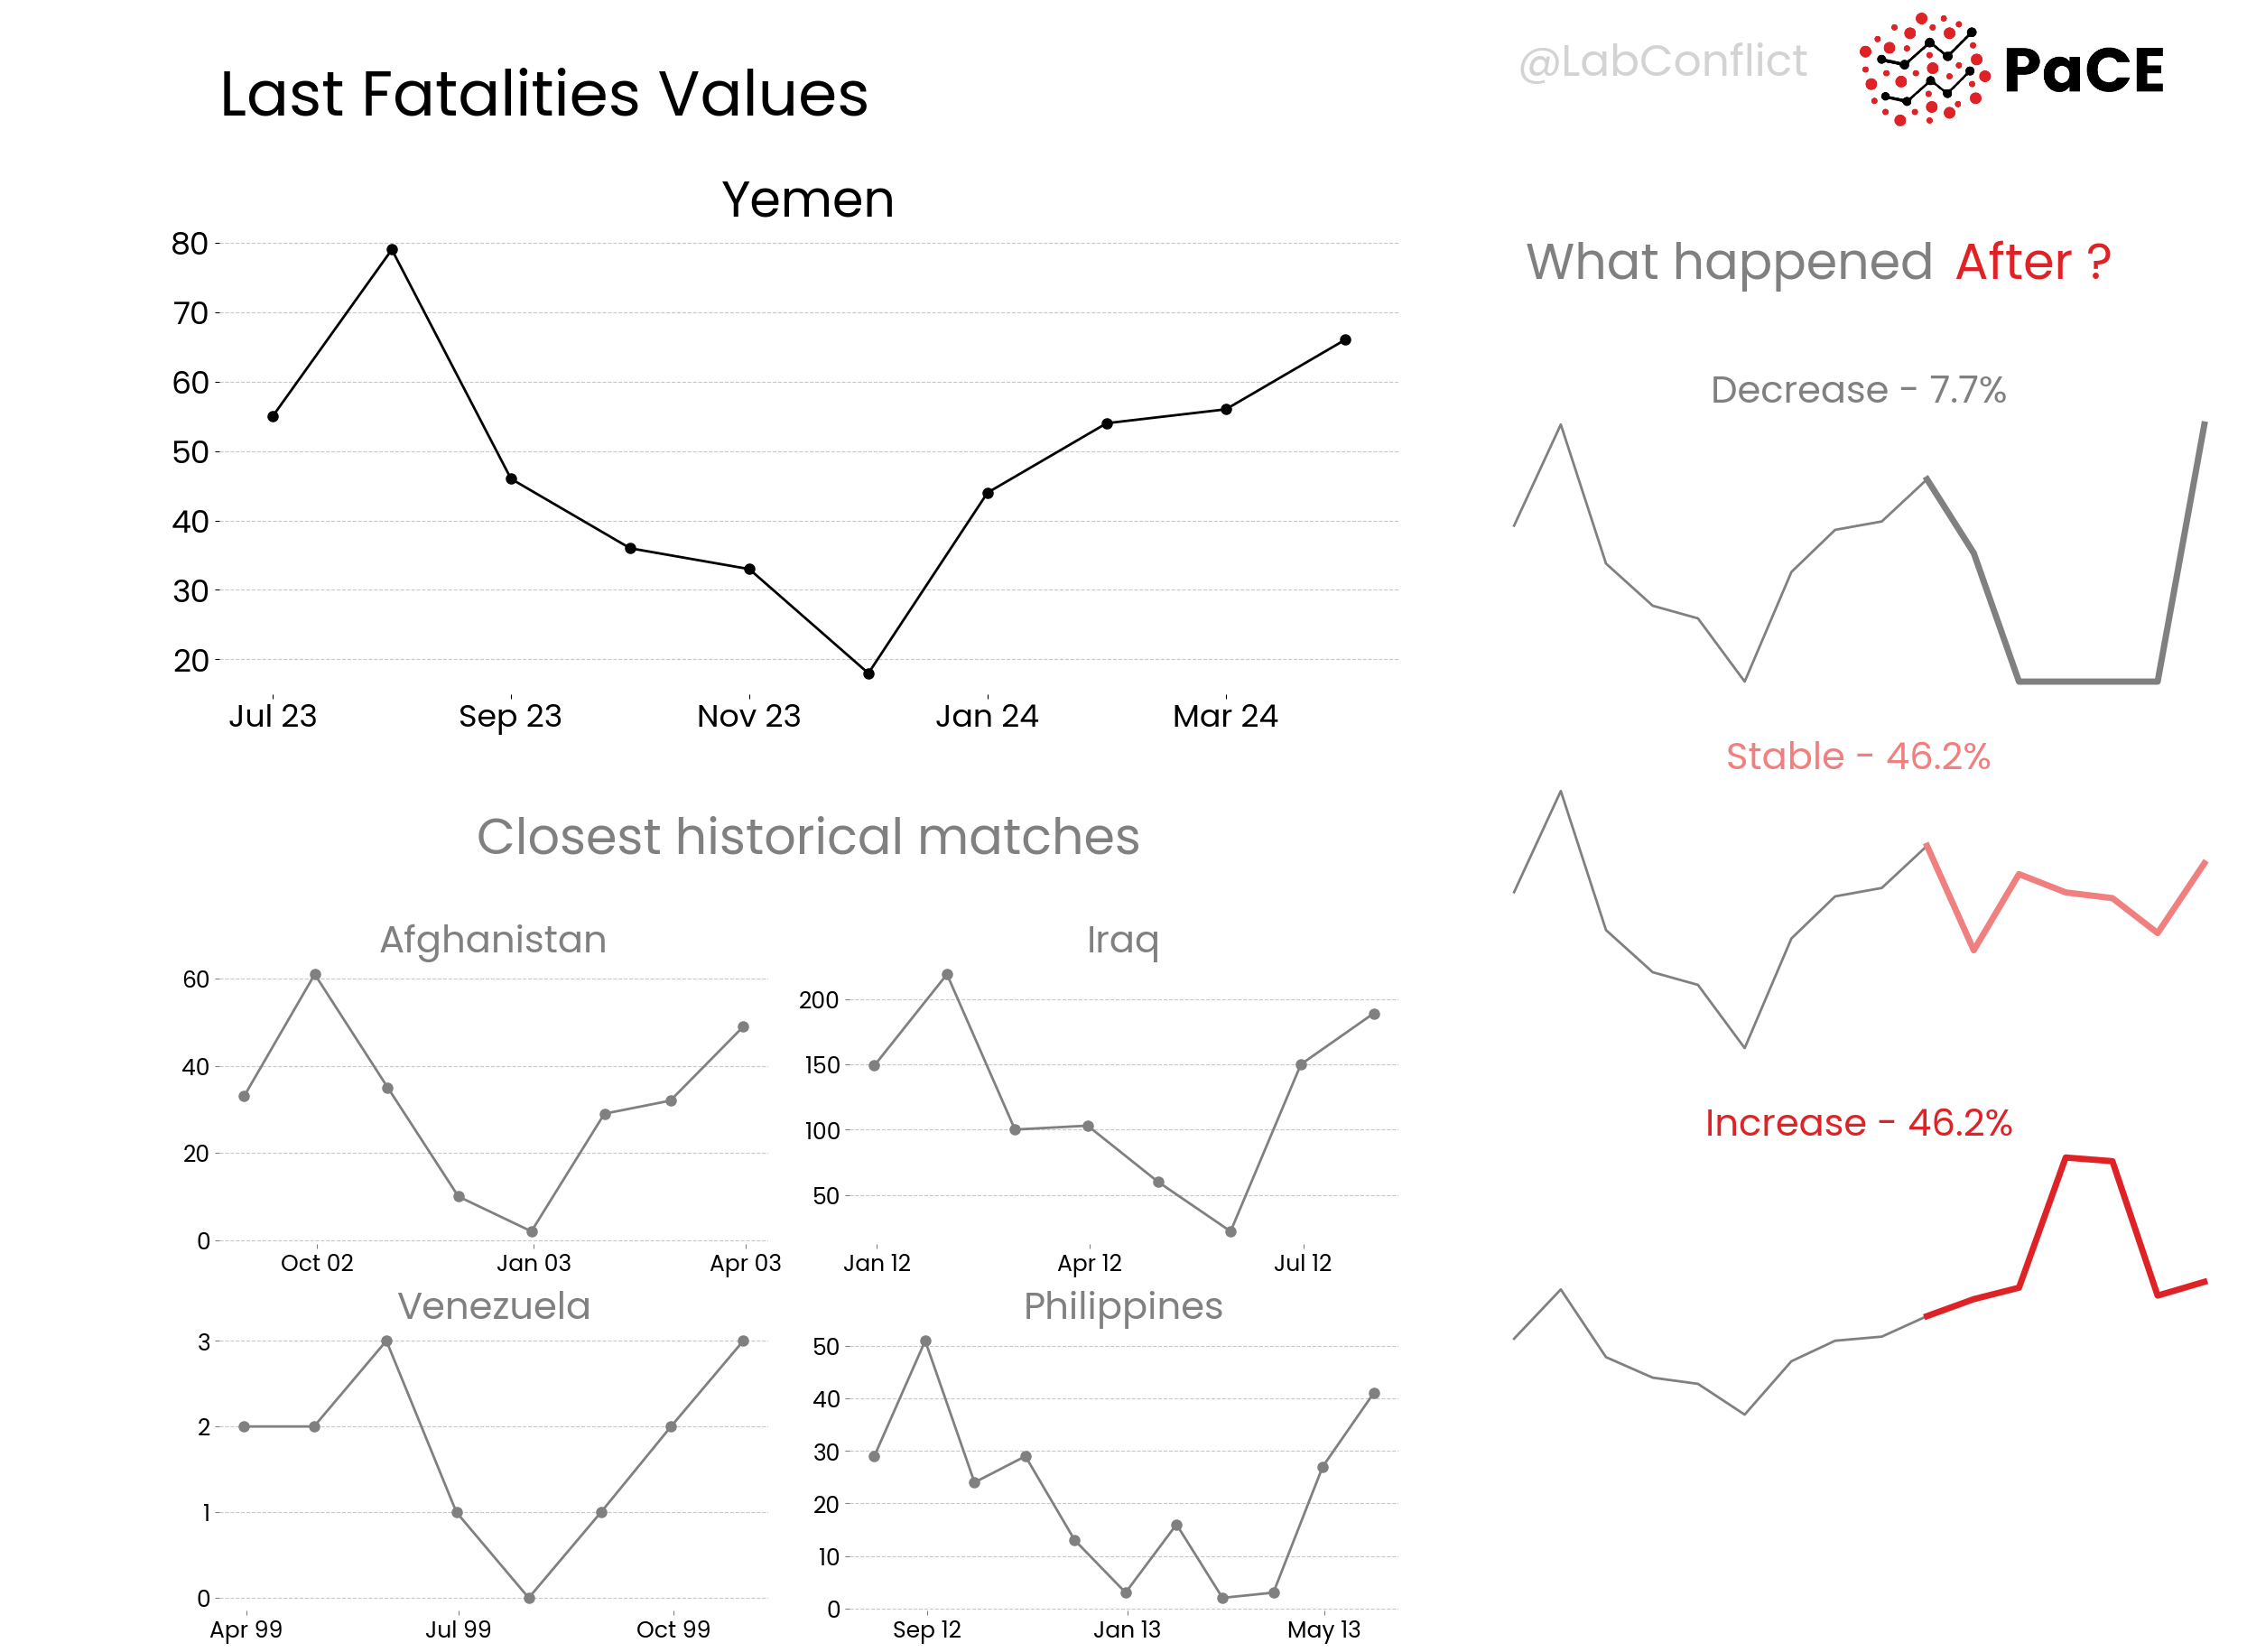 @LabConflict
PaCE
Last Fatalities Values
Yemen
80
70
60
50
40
30
20
Jul 23 Sep 23 Nov 23 Jan 24 Mar 24
What happened After ?
Decrease - 7.7%
Stable - 46.2%
Increase - 46.2%
Closest historical matches
Afghanistan
60
40
20
0
Oct 02 Jan 03 Apr 03
Iraq
200
150
100
50
Jan 12 Apr 12 Jul 12
Venezuela
3
2
1
0
Apr 99 Jul 99 Oct 99
Philippines
50
40
30
20
10
0
Sep 12 Jan 13 May 13